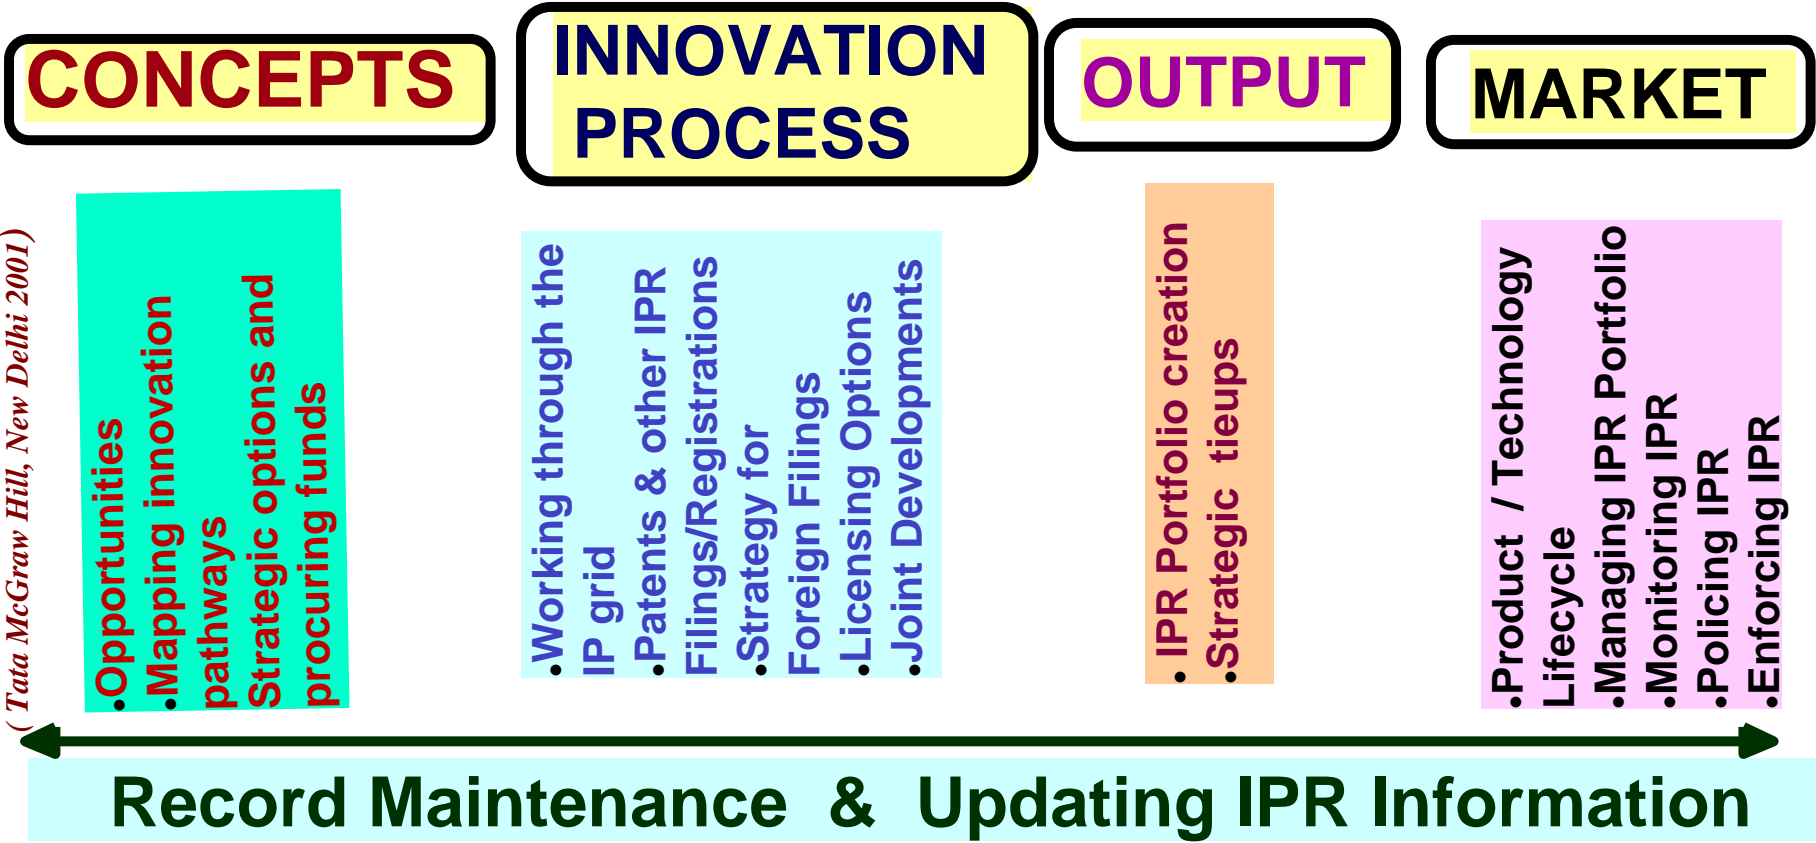 CONCEPTS
INNOVATION
PROCESS
OUTPUT
MARKET
( Tata McGraw Hill, New Delhi 2001)
•Opportunities
•Mapping innovation
pathways
Strategic options and
procuring funds
•Working through the
IP grid
•Patents & other IPR
Filings/Registrations
•Strategy for
Foreign Filings
•Licensing Options
•Joint Developments
• IPR Portfolio creation
•Strategic tieups
•Product / Technology
Lifecycle
•Managing IPR Portfolio
•Monitoring IPR
•Policing IPR
•Enforcing IPR
Record Maintenance & Updating IPR Information